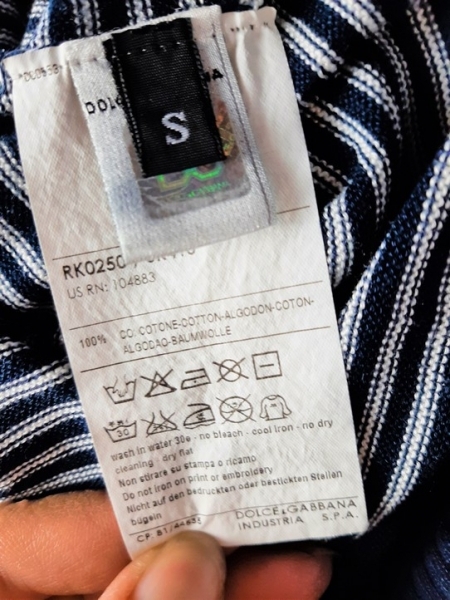 S
RK0250
US RN: 104883
100% CO: COTONE-COTTON-ALGODON-COTON-
ALGODAO-BAUMWOLLE
30
wash in water 30° - no bleach - cool iron - no dry
cleaning - dry flat
Non stirare su stampa o ricamo
Do not iron on print or embroidery
Nicht auf den bedruckten oder bestickten Stellen
bügeln
DOLCE&GABBANA
INDUSTRIA S.P.A.